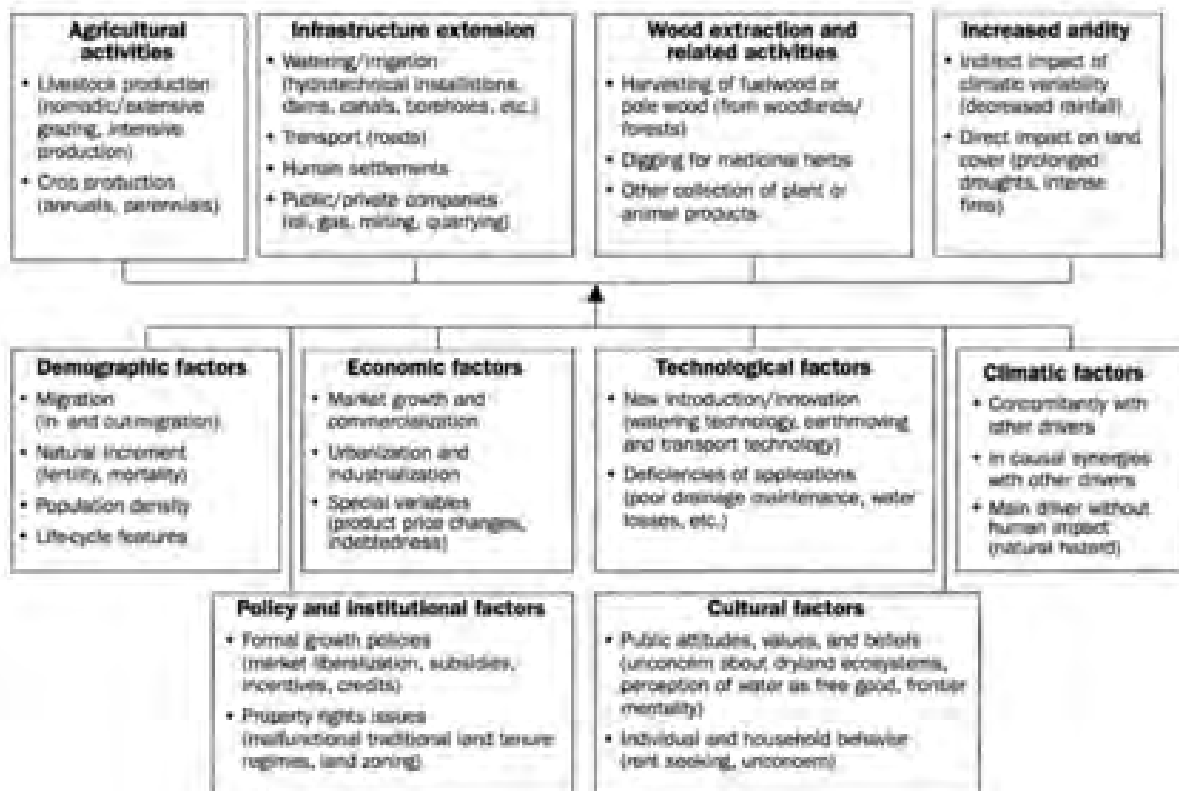 Agricultural
activities
• Livestock production
(nomadic/extensive
grazing, intensive
production)
• Crop production
(annuals, perennials)
Infrastructure extension
• Watering/irrigation
(hydrotechnical installations,
dams, canals, boreholes, etc.)
• Transport (roads)
• Human settlements
• Public/private companies
(oil, gas, mining, quarrying)
Wood extraction and
related activities
• Harvesting of fuelwood or
pole wood (from woodlands/
forests)
• Digging for medicinal herbs
• Other collection of plant or
animal products
Increased aridity
• Indirect impact of
climatic variability
(decreased rainfall)
• Direct impact on land
cover (prolonged
droughts, intense
fires)
Demographic factors
• Migration
(in- and outmigration)
• Natural increment
(fertility, mortality)
• Population density
• Life-cycle features
Economic factors
• Market growth and
commercialization
• Urbanization and
industrialization
• Special variables
(product price changes,
indebtedness)
Technological factors
• New introduction/innovation
(watering technology, earthmoving
and transport technology)
• Deficiencies of applications
(poor drainage maintenance, water
losses, etc.)
Climatic factors
• Concomitantly with
other drivers
• In causal synergies
with other drivers
• Main driver without
human impact
(natural hazard)
Policy and institutional factors
• Formal growth policies
(market liberalization, subsidies,
incentives, credits)
• Property rights issues
(malfunctional traditional land tenure
regimes, land zoning)
Cultural factors
• Public attitudes, values, and beliefs
(unconcern about dryland ecosystems,
perception of water as free good, frontier
mentality)
• Individual and household behavior
(rent seeking, unconcern)